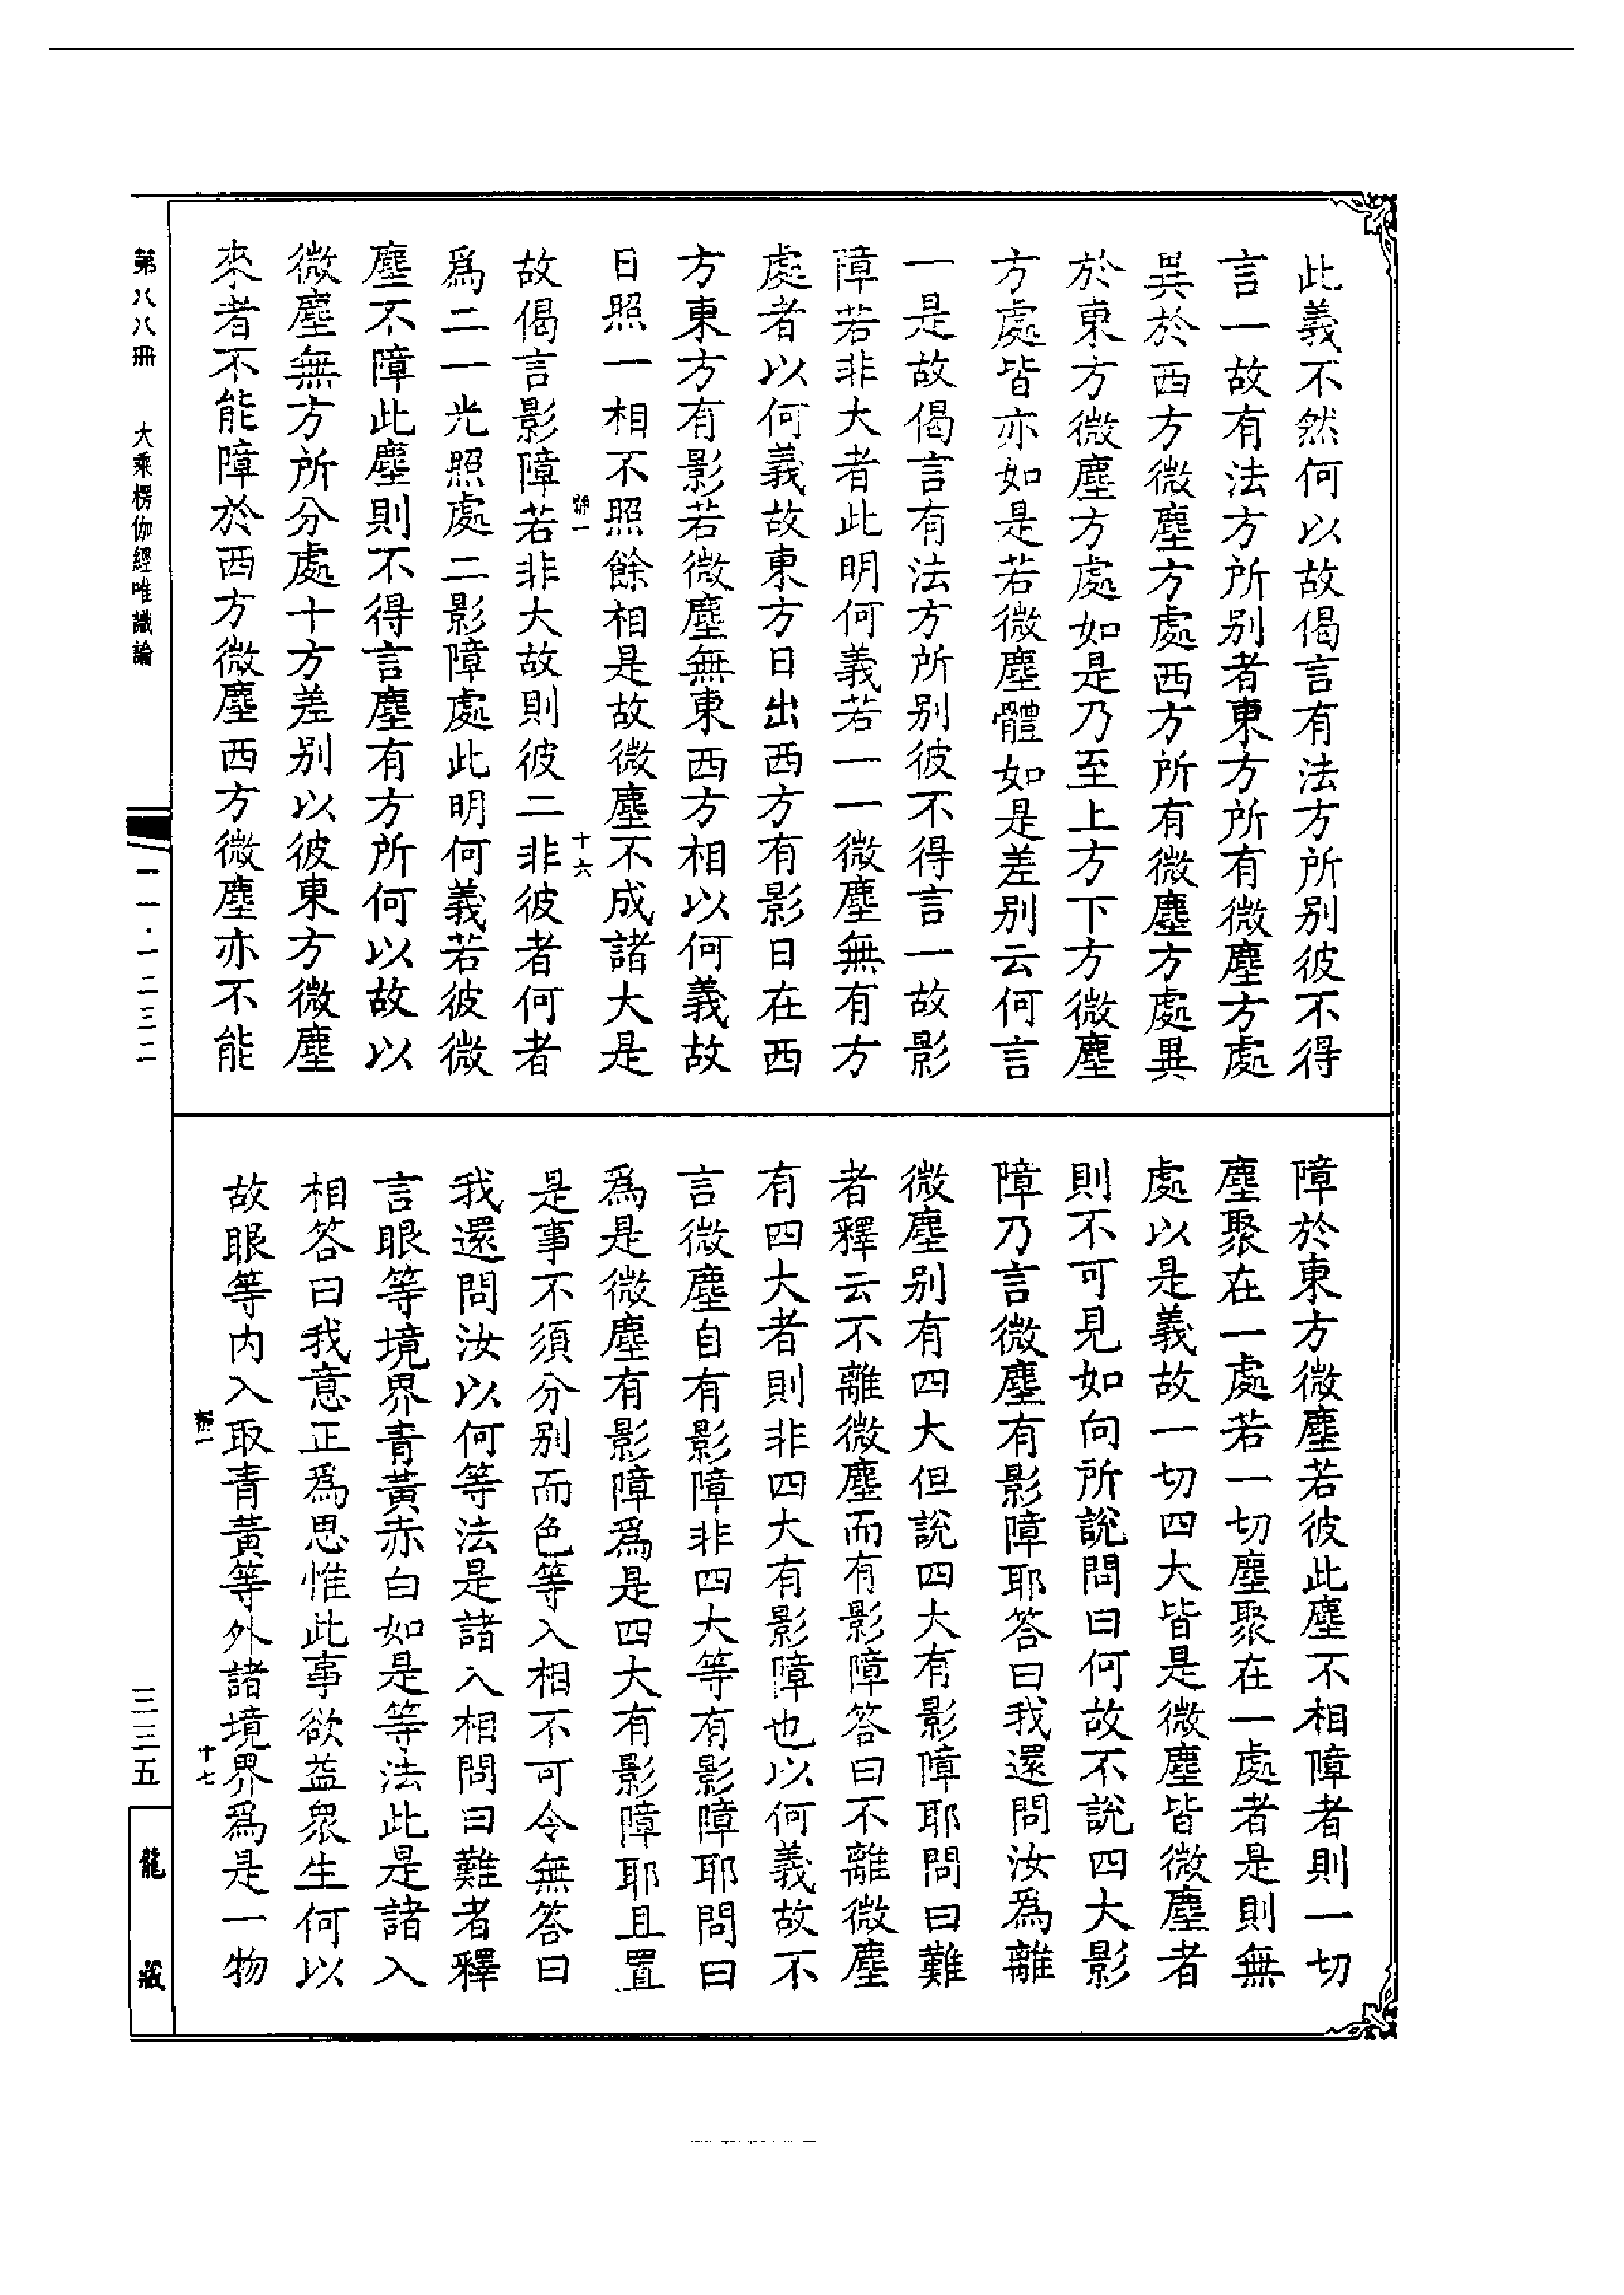 此義不然何以故偈言有法方所別彼不得
言一故有法方所別者東方所有微塵方處
異於西方微塵方處西方所有微塵方處異
於東方微塵方處如是乃至上方下方微塵
方處皆亦如是若微塵體如是差別云何言
一是故偈言有法方所別彼不得言一故影
障若非大者此明何義若一一微塵無有方
處者以何義故東方日出西方有影日在西
方東方有影若微塵無東西方相以何義故
日照一相不照餘相是故微塵不成諸大是
十六
故偈言影障若非大故則彼二非彼者何者
為二一光照處二影障處此明何義若彼微
塵不障此塵則不得言塵有方所何以故以
微塵無方所分處十方差別以彼東方微塵
來者不能障於西方微塵西方微塵亦不能
障於東方微塵若彼此塵不相障者則一切
塵聚在一處若一切塵聚在一處者是則無
處以是義故一切四大皆是微塵皆微塵者
則不可見如向所說問曰何故不說四大影
障乃言微塵有影障耶答曰我還問汝為離
微塵別有四大但說四大有影障耶問曰難
者釋云不離微塵而有影障答曰不離微塵
有四大者則非四大有影障也以何義故不
言微塵自有影障非四大等有影障耶問曰
為是微塵有影障為是四大有影障耶且置
是事不須分別而色等入相不可令無答曰
我還問汝以何等法是諸入相問曰難者釋
言眼等境界青黃赤白如是等法此是諸入
相答曰我意正為思惟此事欲益眾生何以
故眼等內入取青黃等外諸境界為是一物
十七
第八八冊 大乘楞伽經唯識論
一一·一二三二
三三五
龍藏